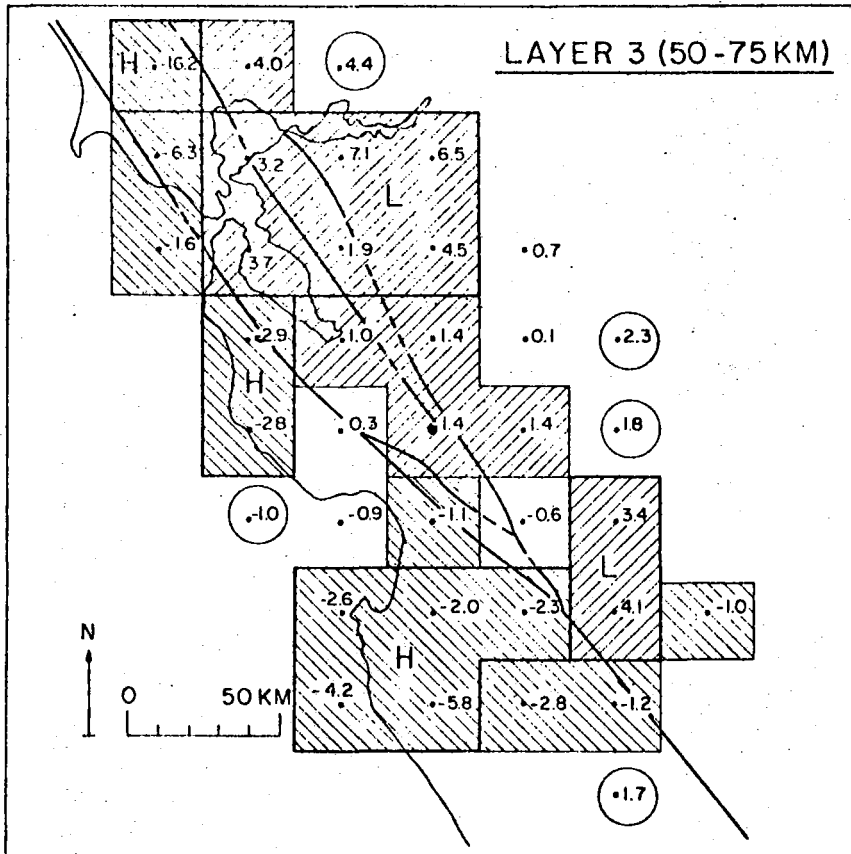 LAYER 3 (50-75KM)
H -16.2 4.0 4.4
-6.3 3.2 7.1 6.5
L
-1.6 3.7 1.9 4.5 0.7
-2.9 1.0 1.4 0.1 2.3
H
-2.8 0.3 1.4 1.4 1.8
-1.0 -0.9 -1.1 -0.6 3.4
L
-2.6 -2.0 -2.3 4.1 -1.0
N
H
0 50 KM -4.2 -5.8 -2.8 -1.2
1.7